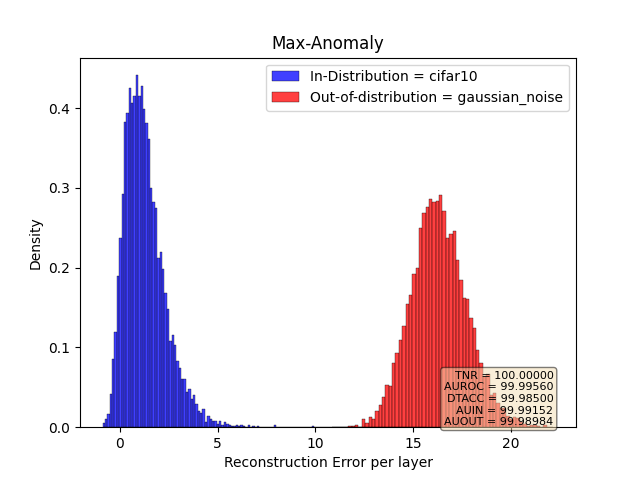 Max-Anomaly
In-Distribution = cifar10
Out-of-distribution = gaussian_noise
Density
0.4
0.3
0.2
0.1
0.0
TNR = 100.00000
AUROC = 99.99560
DTACC = 99.98500
AUIN = 99.99152
AUOUT = 99.98984
0 5 10 15 20
Reconstruction Error per layer